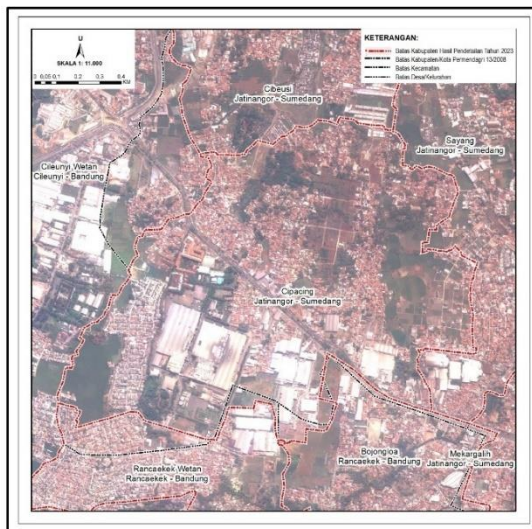 U
SKALA 1: 11.000
0 0.05 0.1 0.2 0.3 0.4
KM
KETERANGAN:
Batas Kabupaten Hasil Pendetailan Tahun 2023
Batas Kabupaten/Kota Permendagri 13/2008
Batas Kecamatan
Batas Desa/Kelurahan
Cibeusi
Jatinangor - Sumedang
Sayang
Jatinangor - Sumedang
Cileunyi Wetan
Cileunyi - Bandung
Cipacing
Jatinangor - Sumedang
Rancaekek Wetan
Rancaekek - Bandung
Bojongloa
Rancaekek - Bandung
Mekargalih
Jatinangor - Sumedang